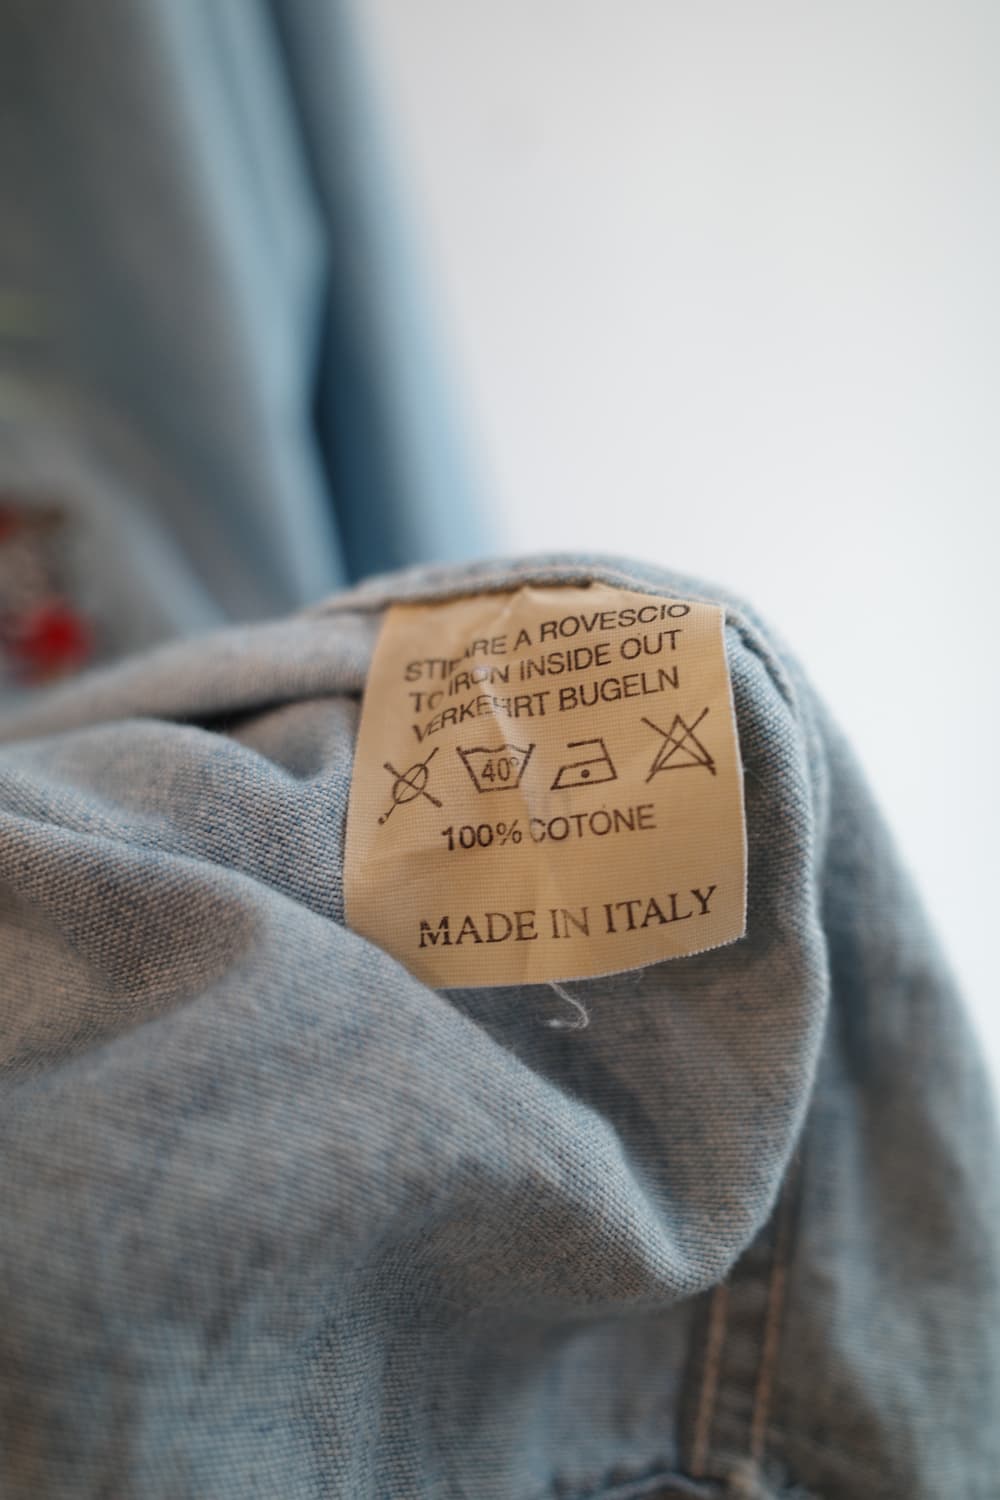 STIRARE A ROVESCIO
TO IRON INSIDE OUT
VERKEHRT BUGELN
40°
100% COTONE
MADE IN ITALY